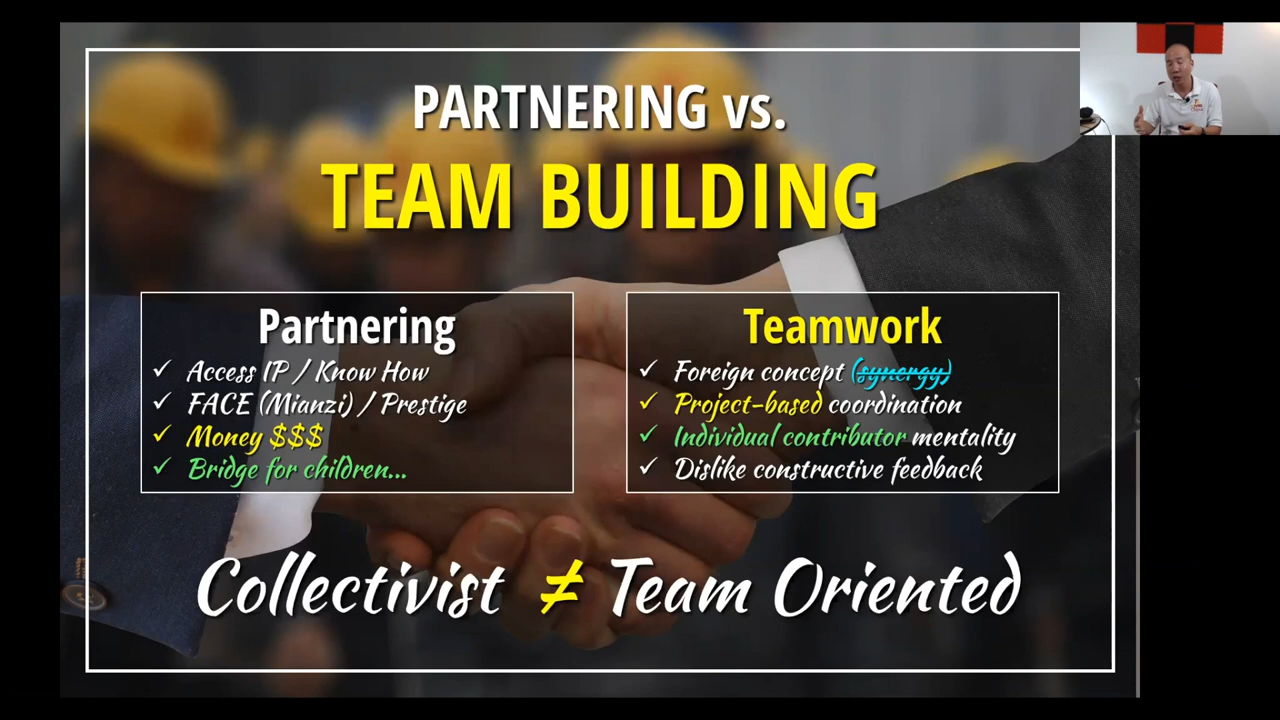 PARTNERING vs.
TEAM BUILDING
Partnering
✓ Access IP / Know How
✓ FACE (Mianzi) / Prestige
✓ Money $$$
✓ Bridge for children...
Teamwork
✓ Foreign concept (synergy)
✓ Project-based coordination
✓ Individual contributor mentality
✓ Dislike constructive feedback
Collectivist ≠ Team Oriented